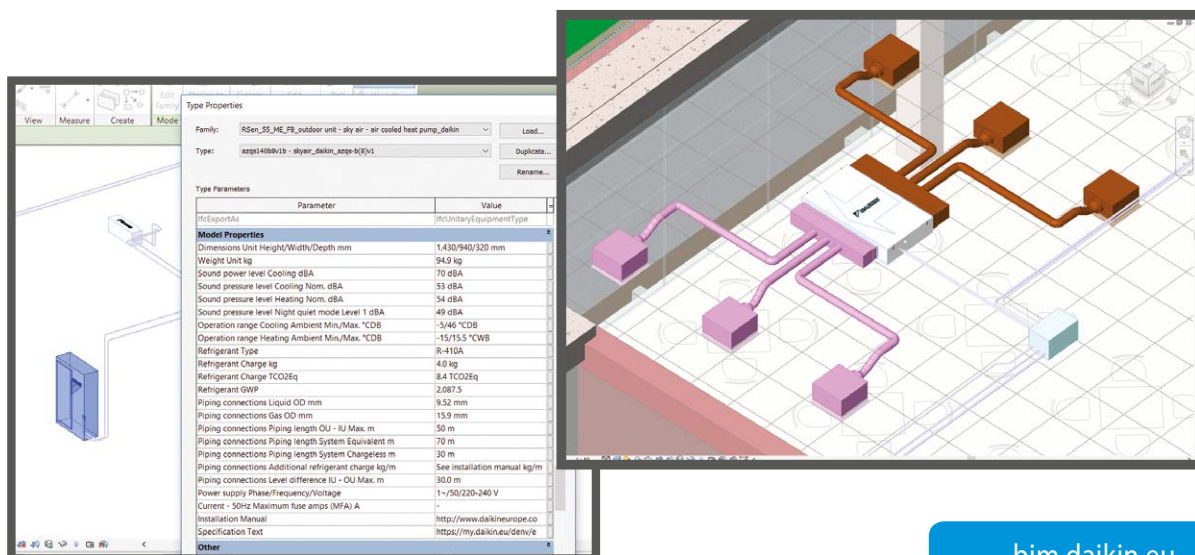 View
Measure
Create
Edit
Family
Mode
Type Properties
Family:
RSen_55_ME_FB_outdoor unit - sky air - air cooled heat pump_daikin
Load...
Type:
azqs140b8v1b - skyair_daikin_azqs-b(8)v1
Duplicate...
Rename...
Type Parameters
Parameter Value =
IfcExportAs IfcUnitaryEquipmentType
Model Properties
Dimensions Unit Height/Width/Depth mm 1,430/940/320 mm
Weight Unit kg 94.9 kg
Sound power level Cooling dBA 70 dBA
Sound pressure level Cooling Nom. dBA 53 dBA
Sound pressure level Heating Nom. dBA 54 dBA
Sound pressure level Night quiet mode Level 1 dBA 49 dBA
Operation range Cooling Ambient Min./Max. °CDB -5/46 °CDB
Operation range Heating Ambient Min./Max. °CDB -15/15.5 °CWB
Refrigerant Type R-410A
Refrigerant Charge kg 4.0 kg
Refrigerant Charge TCO2Eq 8.4 TCO2Eq
Refrigerant GWP 2,087.5
Piping connections Liquid OD mm 9.52 mm
Piping connections Gas OD mm 15.9 mm
Piping connections Piping length OU - IU Max. m 50 m
Piping connections Piping length System Equivalent m 70 m
Piping connections Piping length System Chargeless m 30 m
Piping connections Additional refrigerant charge kg/m See installation manual kg/m
Piping connections Level difference IU - OU Max. m 30.0 m
Power supply Phase/Frequency/Voltage 1~/50/220-240 V
Current - 50Hz Maximum fuse amps (MFA) A -
Installation Manual http://www.daikineurope.co
Specification Text https://my.daikin.eu/denv/e
Other
DAIKIN
bim.daikin.eu